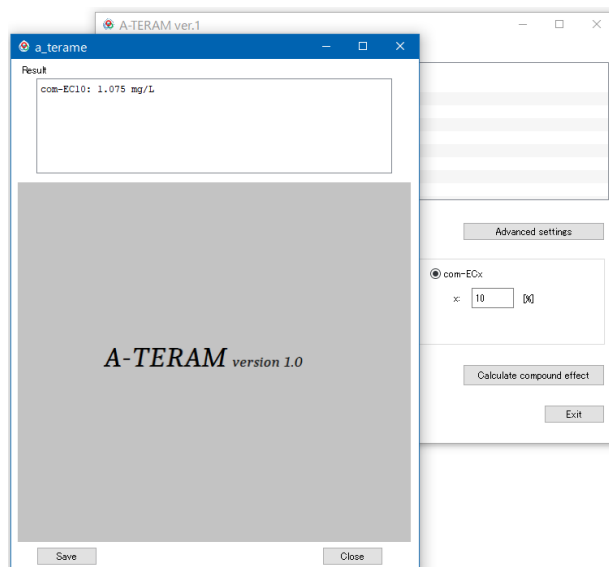 A-TERAM ver.1
a_terame
Result
com-EC10: 1.075 mg/L
A-TERAM version 1.0
Save
Close
Advanced settings
com-ECx
x: 10 [%]
Calculate compound effect
Exit